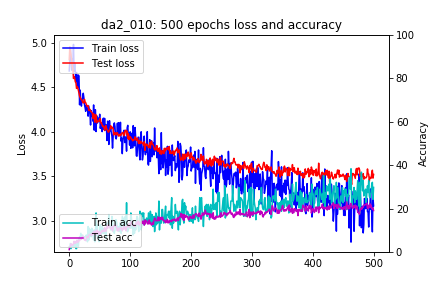 da2_010: 500 epochs loss and accuracy
Train loss
Test loss
Train acc
Test acc
Loss
5.0
4.5
4.0
3.5
3.0
Accuracy
100
80
60
40
20
0
0 100 200 300 400 500